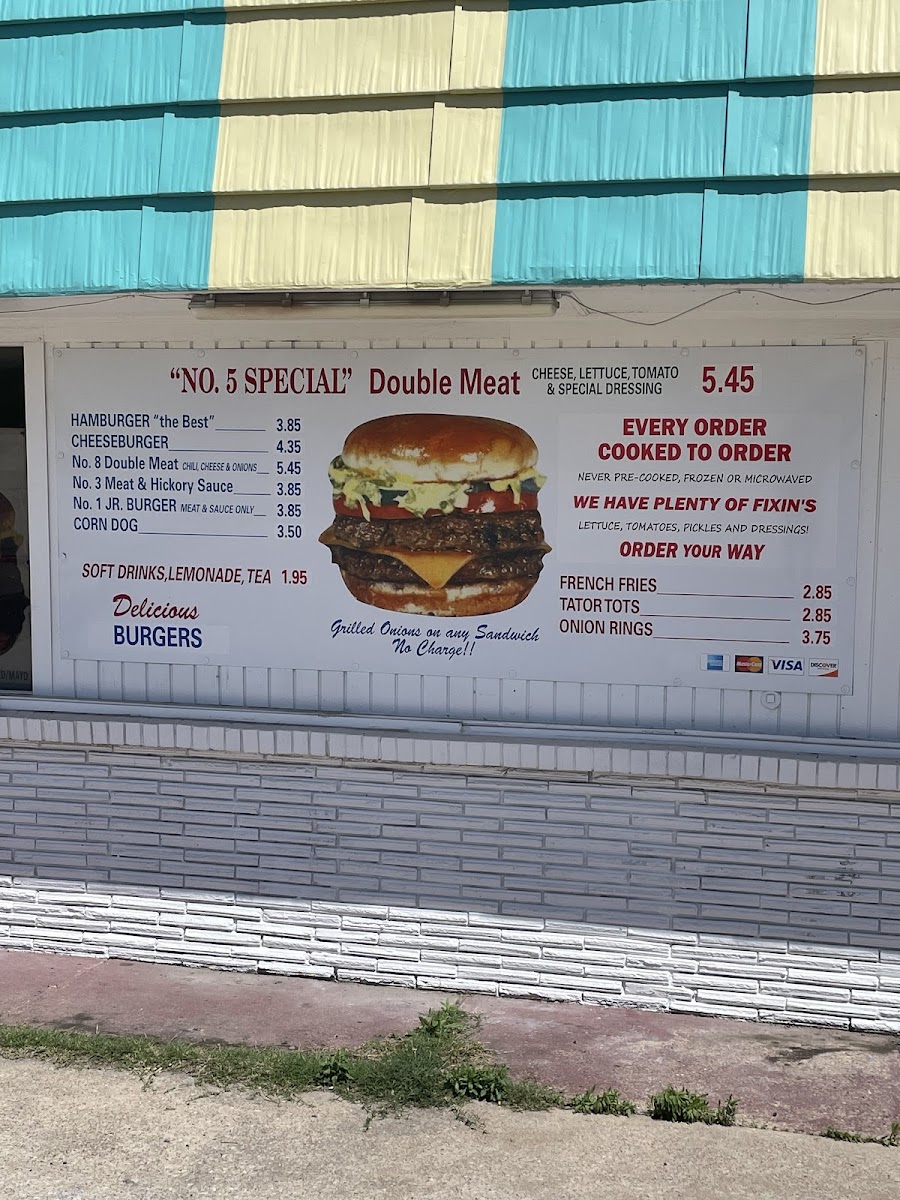 "NO. 5 SPECIAL" Double Meat CHEESE, LETTUCE, TOMATO & SPECIAL DRESSING 5.45
HAMBURGER "the Best" 3.85
CHEESEBURGER 4.35
No. 8 Double Meat CHILI, CHEESE & ONIONS 5.45
No. 3 Meat & Hickory Sauce 3.85
No. 1 JR. BURGER MEAT & SAUCE ONLY 3.85
CORN DOG 3.50
SOFT DRINKS, LEMONADE, TEA 1.95
Delicious
BURGERS
Grilled Onions on any Sandwich
No Charge!!
EVERY ORDER
COOKED TO ORDER
NEVER PRE-COOKED, FROZEN OR MICROWAVED
WE HAVE PLENTY OF FIXIN'S
LETTUCE, TOMATOES, PICKLES AND DRESSINGS!
ORDER YOUR WAY
FRENCH FRIES 2.85
TATOR TOTS 2.85
ONION RINGS 3.75
MasterCard VISA DISCOVER